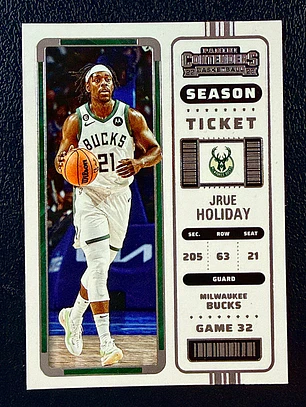 PANINI
CONTENDERS
BASKETBALL
SEASON
TICKET
BUCKS
21
JRUE
HOLIDAY
SEC. ROW SEAT
205 63 21
GUARD
MILWAUKEE
BUCKS
GAME 32